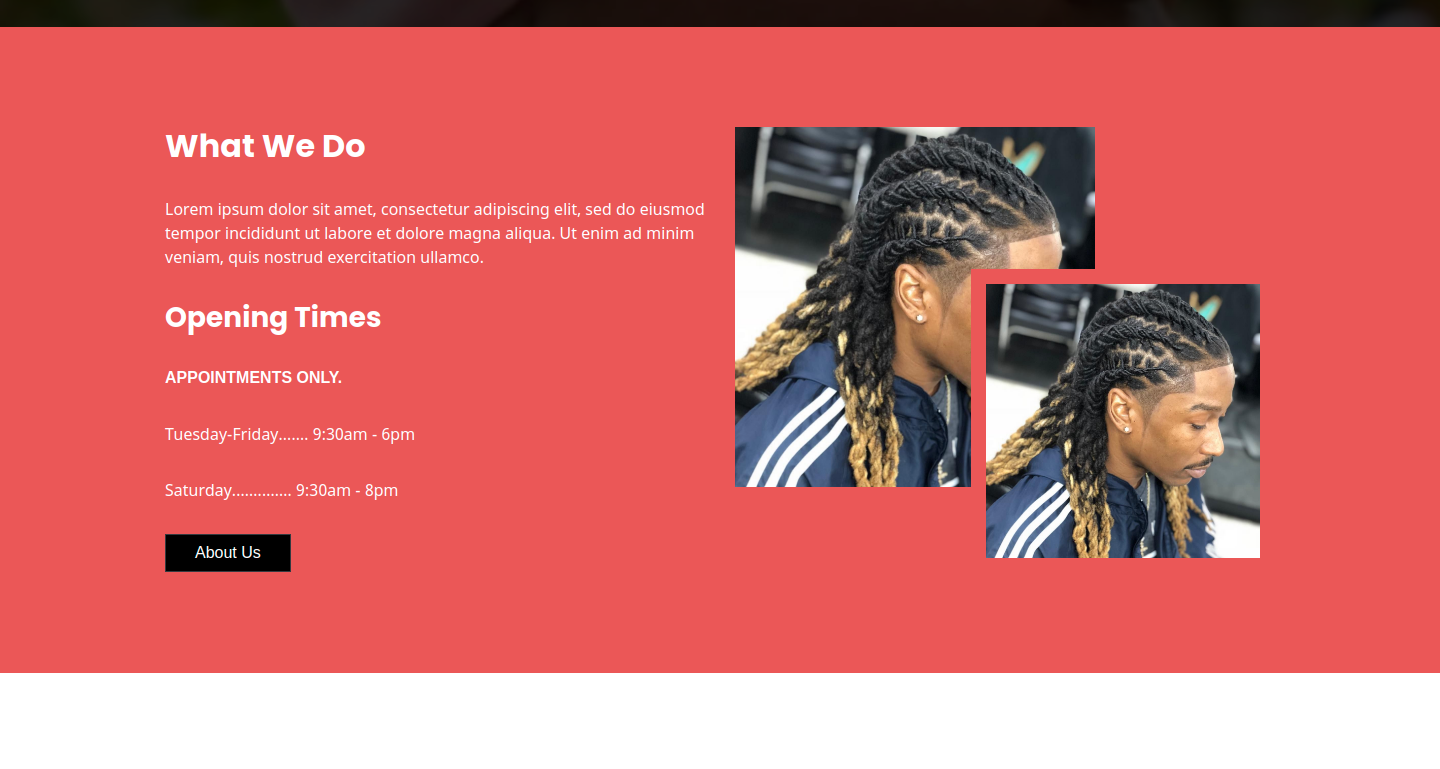 What We Do
Lorem ipsum dolor sit amet, consectetur adipiscing elit, sed do eiusmod
tempor incididunt ut labore et dolore magna aliqua. Ut enim ad minim
veniam, quis nostrud exercitation ullamco.
Opening Times
APPOINTMENTS ONLY.
Tuesday-Friday....... 9:30am - 6pm
Saturday.............. 9:30am - 8pm
About Us